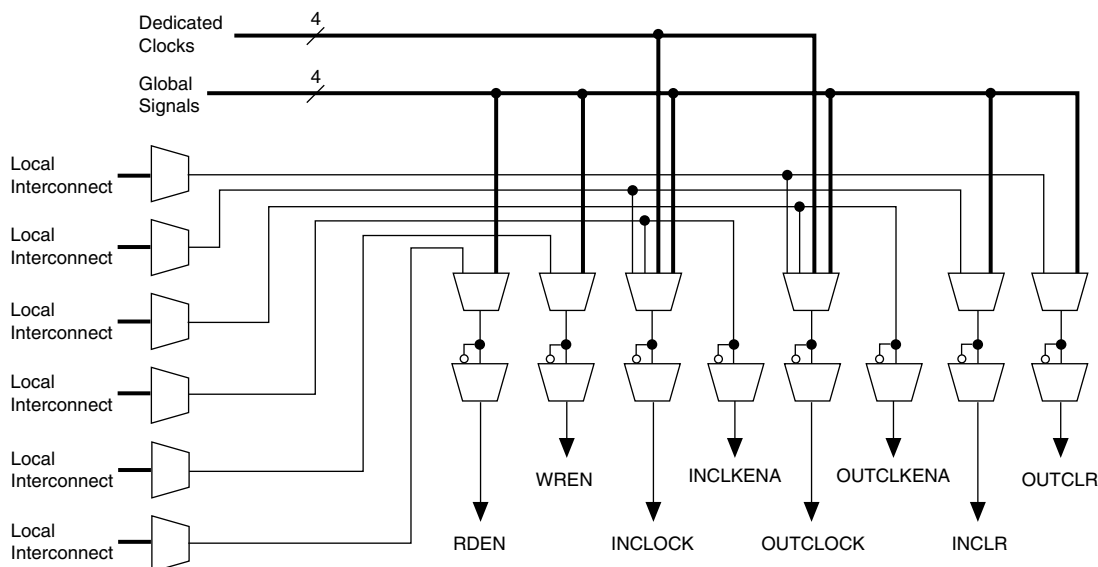 Dedicated
Clocks
4
Global
Signals
4
Local
Interconnect
Local
Interconnect
Local
Interconnect
Local
Interconnect
Local
Interconnect
Local
Interconnect
WREN
INCLKENA
OUTCLKENA
OUTCLR
RDEN
INCLOCK
OUTCLOCK
INCLR